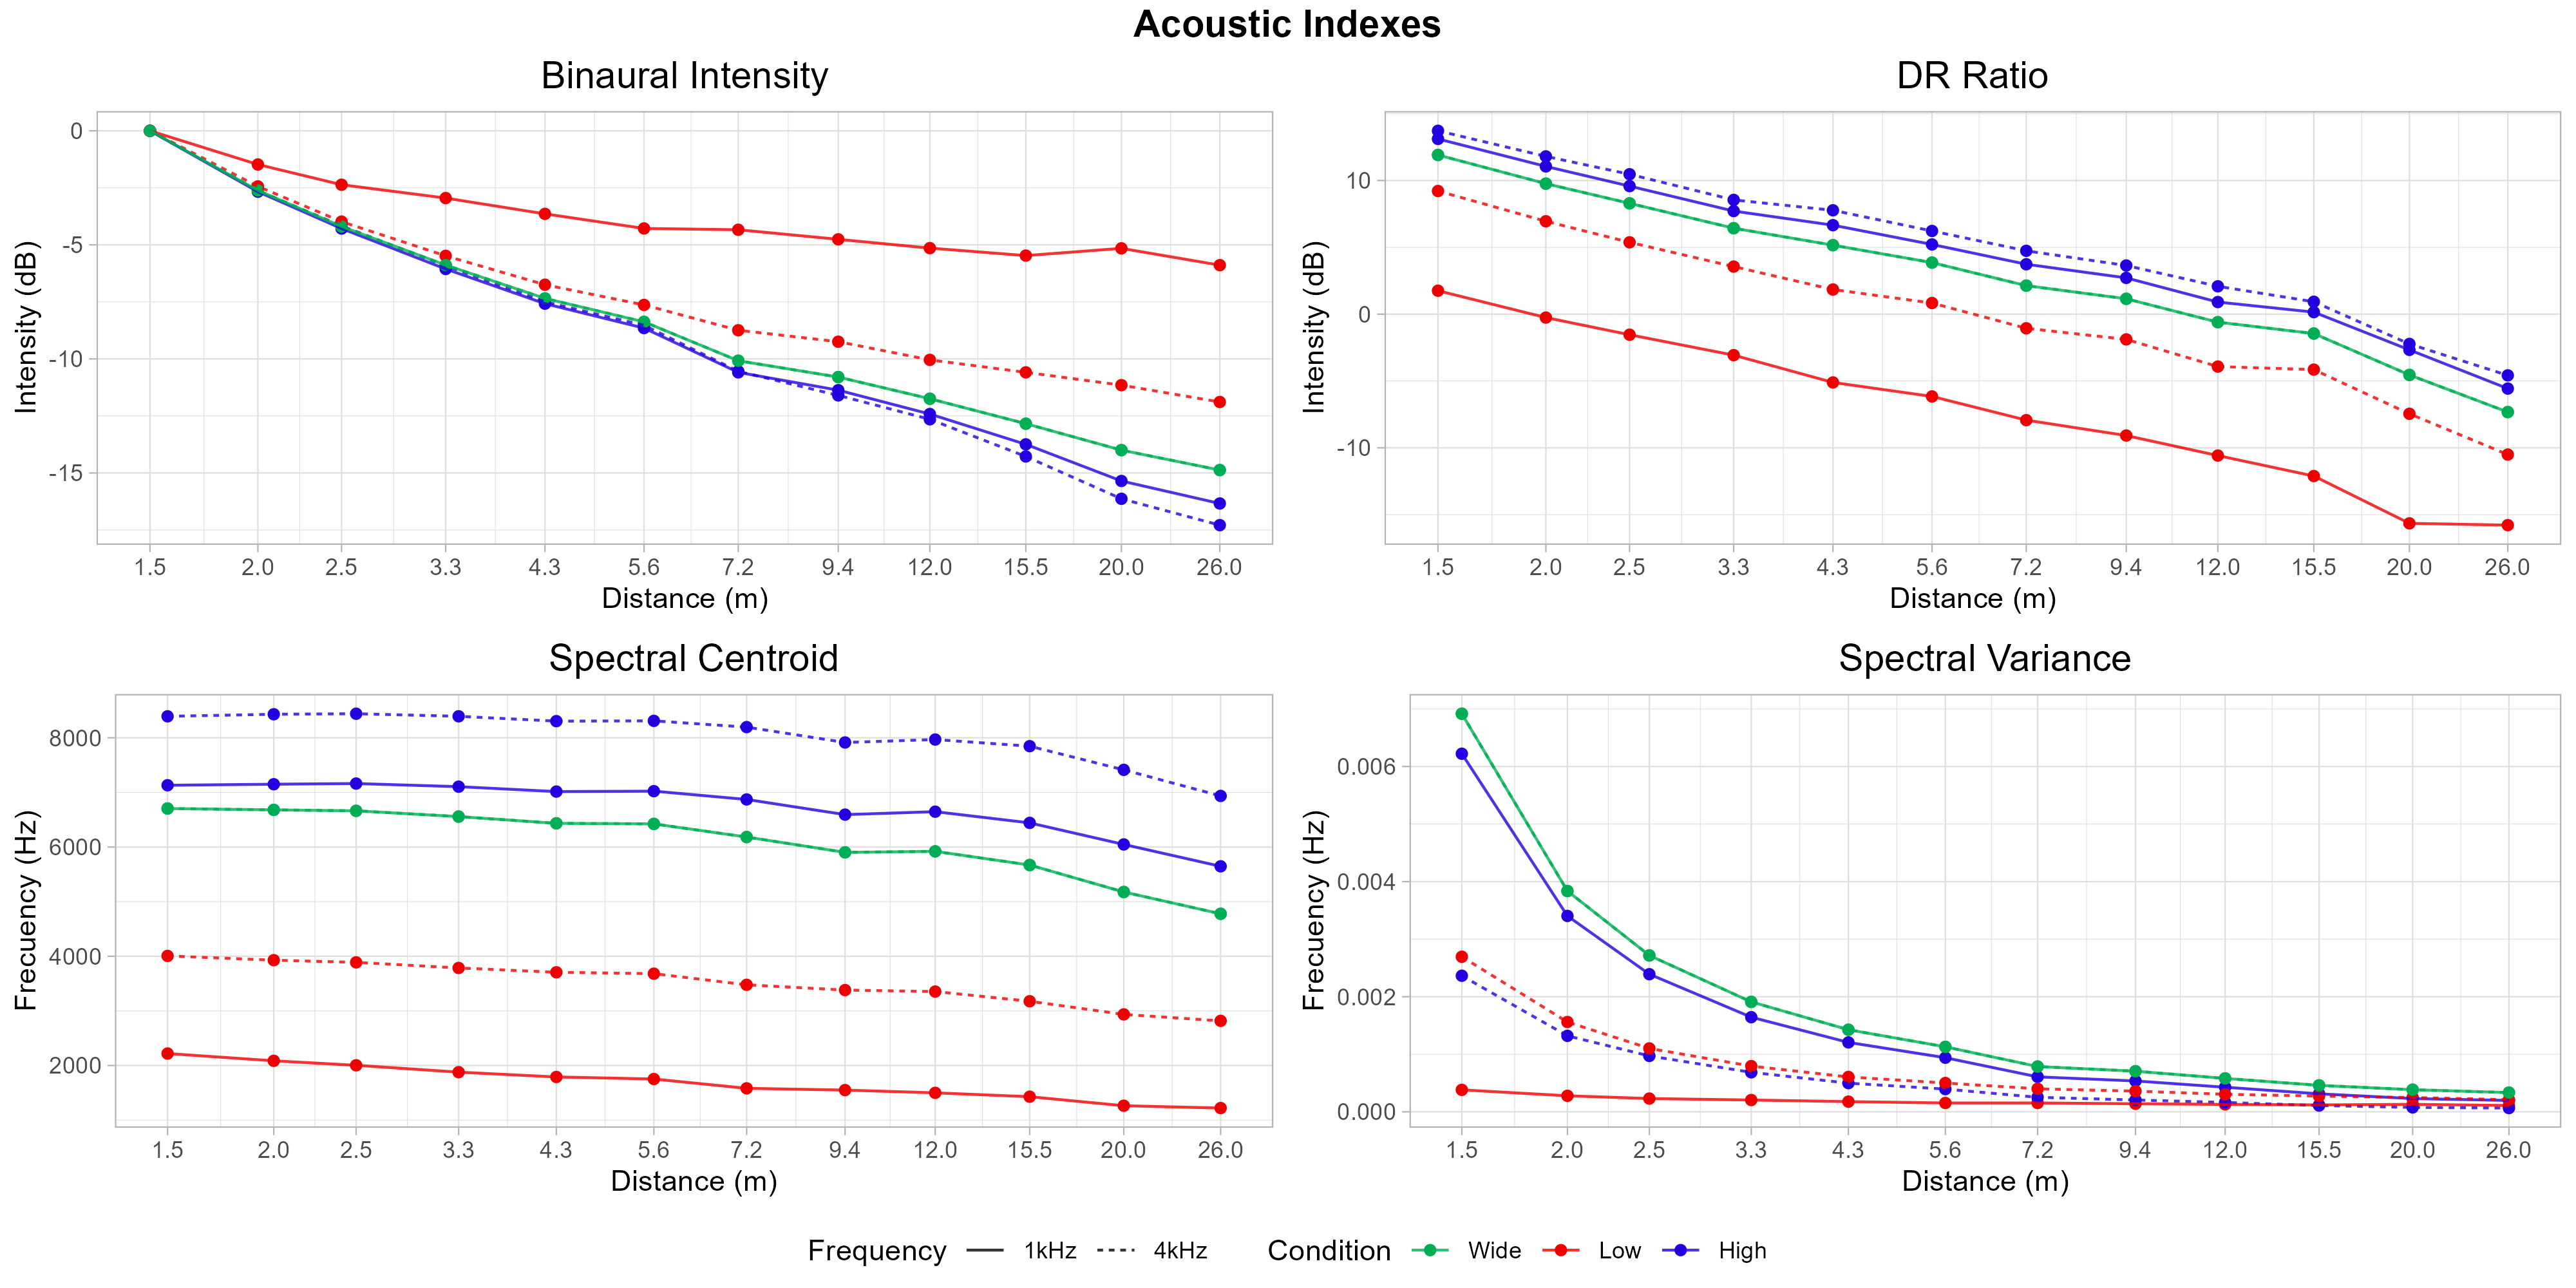 Acoustic Indexes
Binaural Intensity
DR Ratio
Intensity (dB)
0
-5
-10
-15
1.5 2.0 2.5 3.3 4.3 5.6 7.2 9.4 12.0 15.5 20.0 26.0
Distance (m)
Intensity (dB)
10
0
-10
1.5 2.0 2.5 3.3 4.3 5.6 7.2 9.4 12.0 15.5 20.0 26.0
Distance (m)
Spectral Centroid
Spectral Variance
Frecuency (Hz)
8000
6000
4000
2000
1.5 2.0 2.5 3.3 4.3 5.6 7.2 9.4 12.0 15.5 20.0 26.0
Distance (m)
Frecuency (Hz)
0.006
0.004
0.002
0.000
1.5 2.0 2.5 3.3 4.3 5.6 7.2 9.4 12.0 15.5 20.0 26.0
Distance (m)
Frequency 1kHz 4kHz Condition Wide Low High